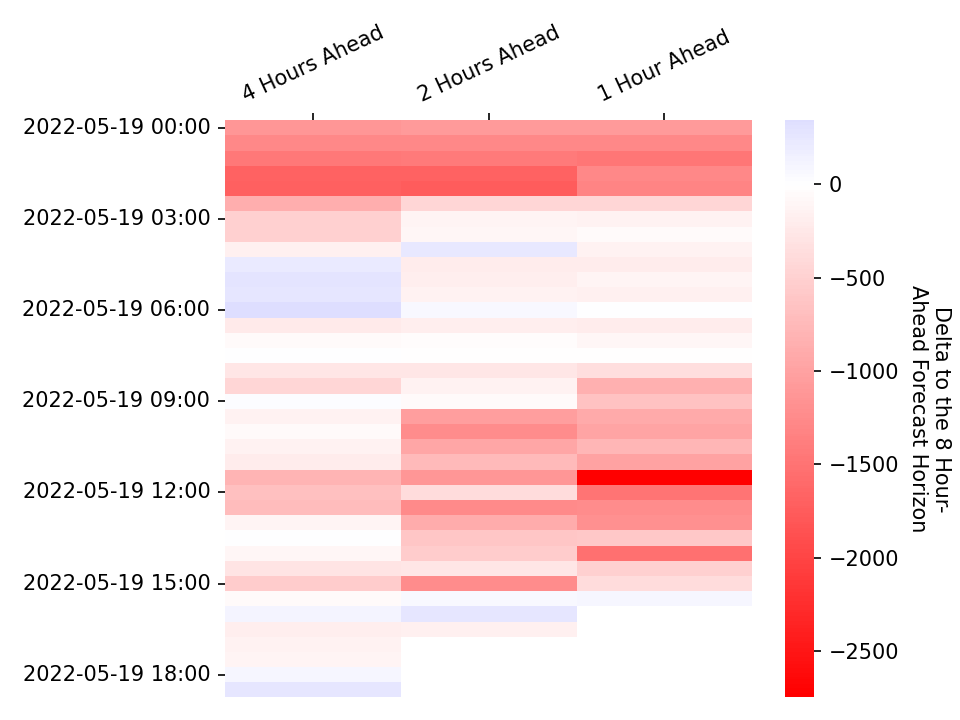 4 Hours Ahead
2 Hours Ahead
1 Hour Ahead
2022-05-19 00:00
2022-05-19 03:00
2022-05-19 06:00
2022-05-19 09:00
2022-05-19 12:00
2022-05-19 15:00
2022-05-19 18:00
0
−500
−1000
−1500
−2000
−2500
Delta to the 8 Hour-
Ahead Forecast Horizon